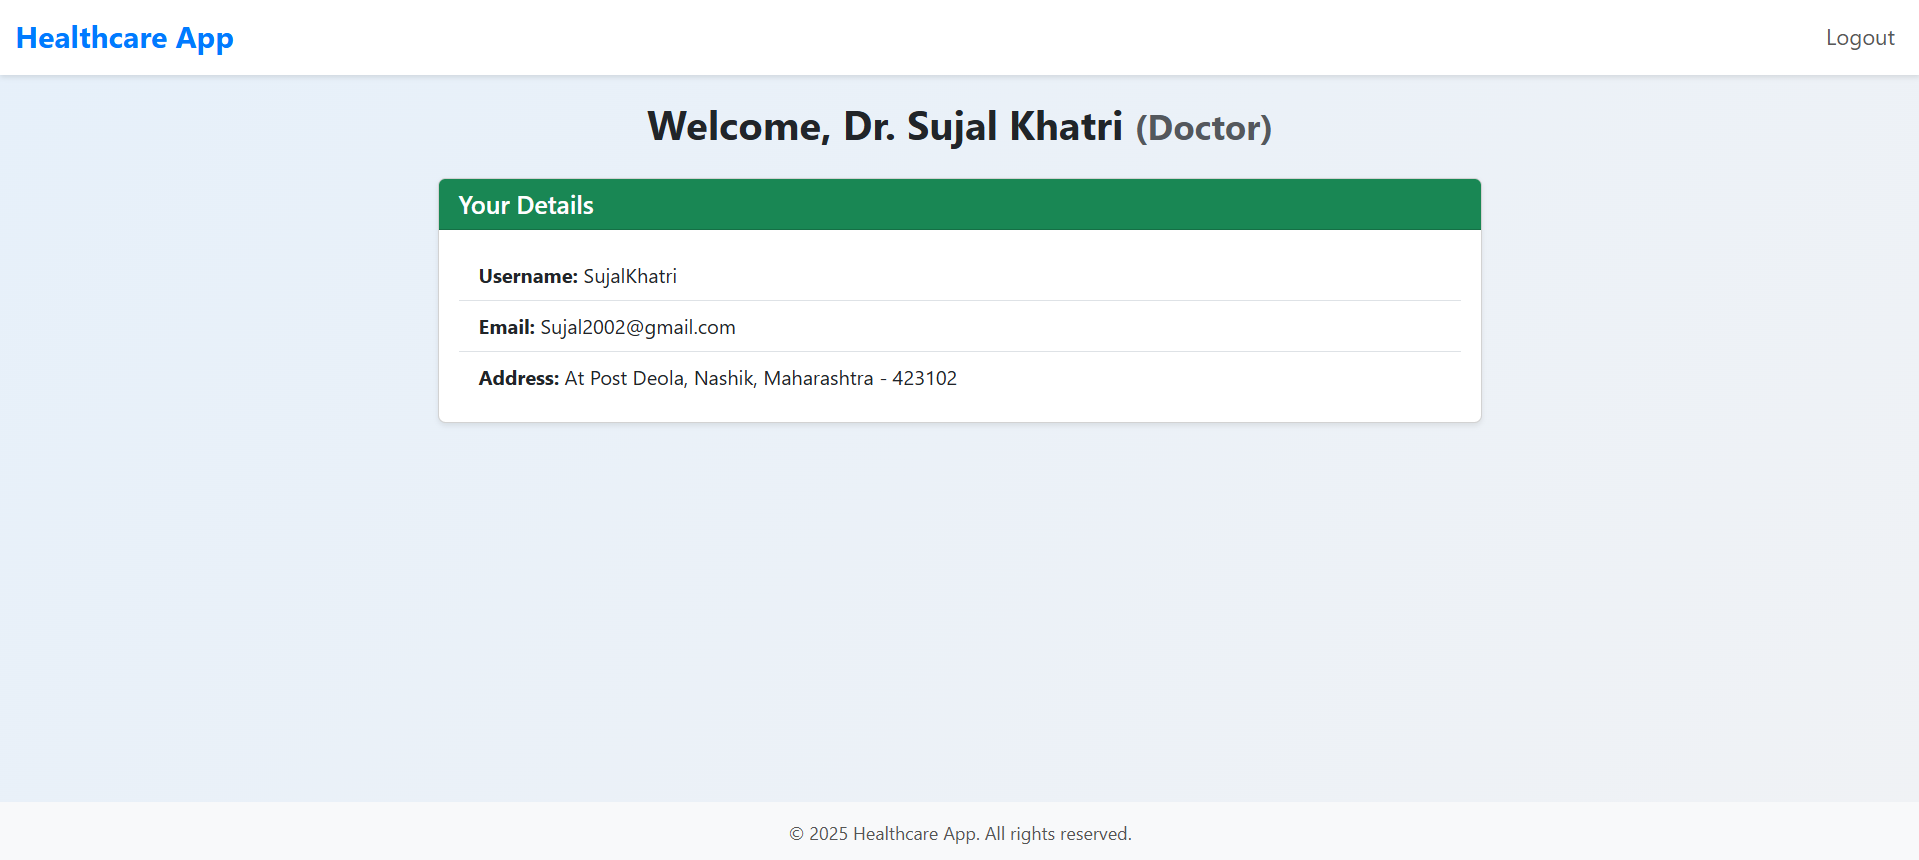 Healthcare App
Logout
Welcome, Dr. Sujal Khatri (Doctor)
Your Details
Username: SujalKhatri
Email: Sujal2002@gmail.com
Address: At Post Deola, Nashik, Maharashtra - 423102
© 2025 Healthcare App. All rights reserved.